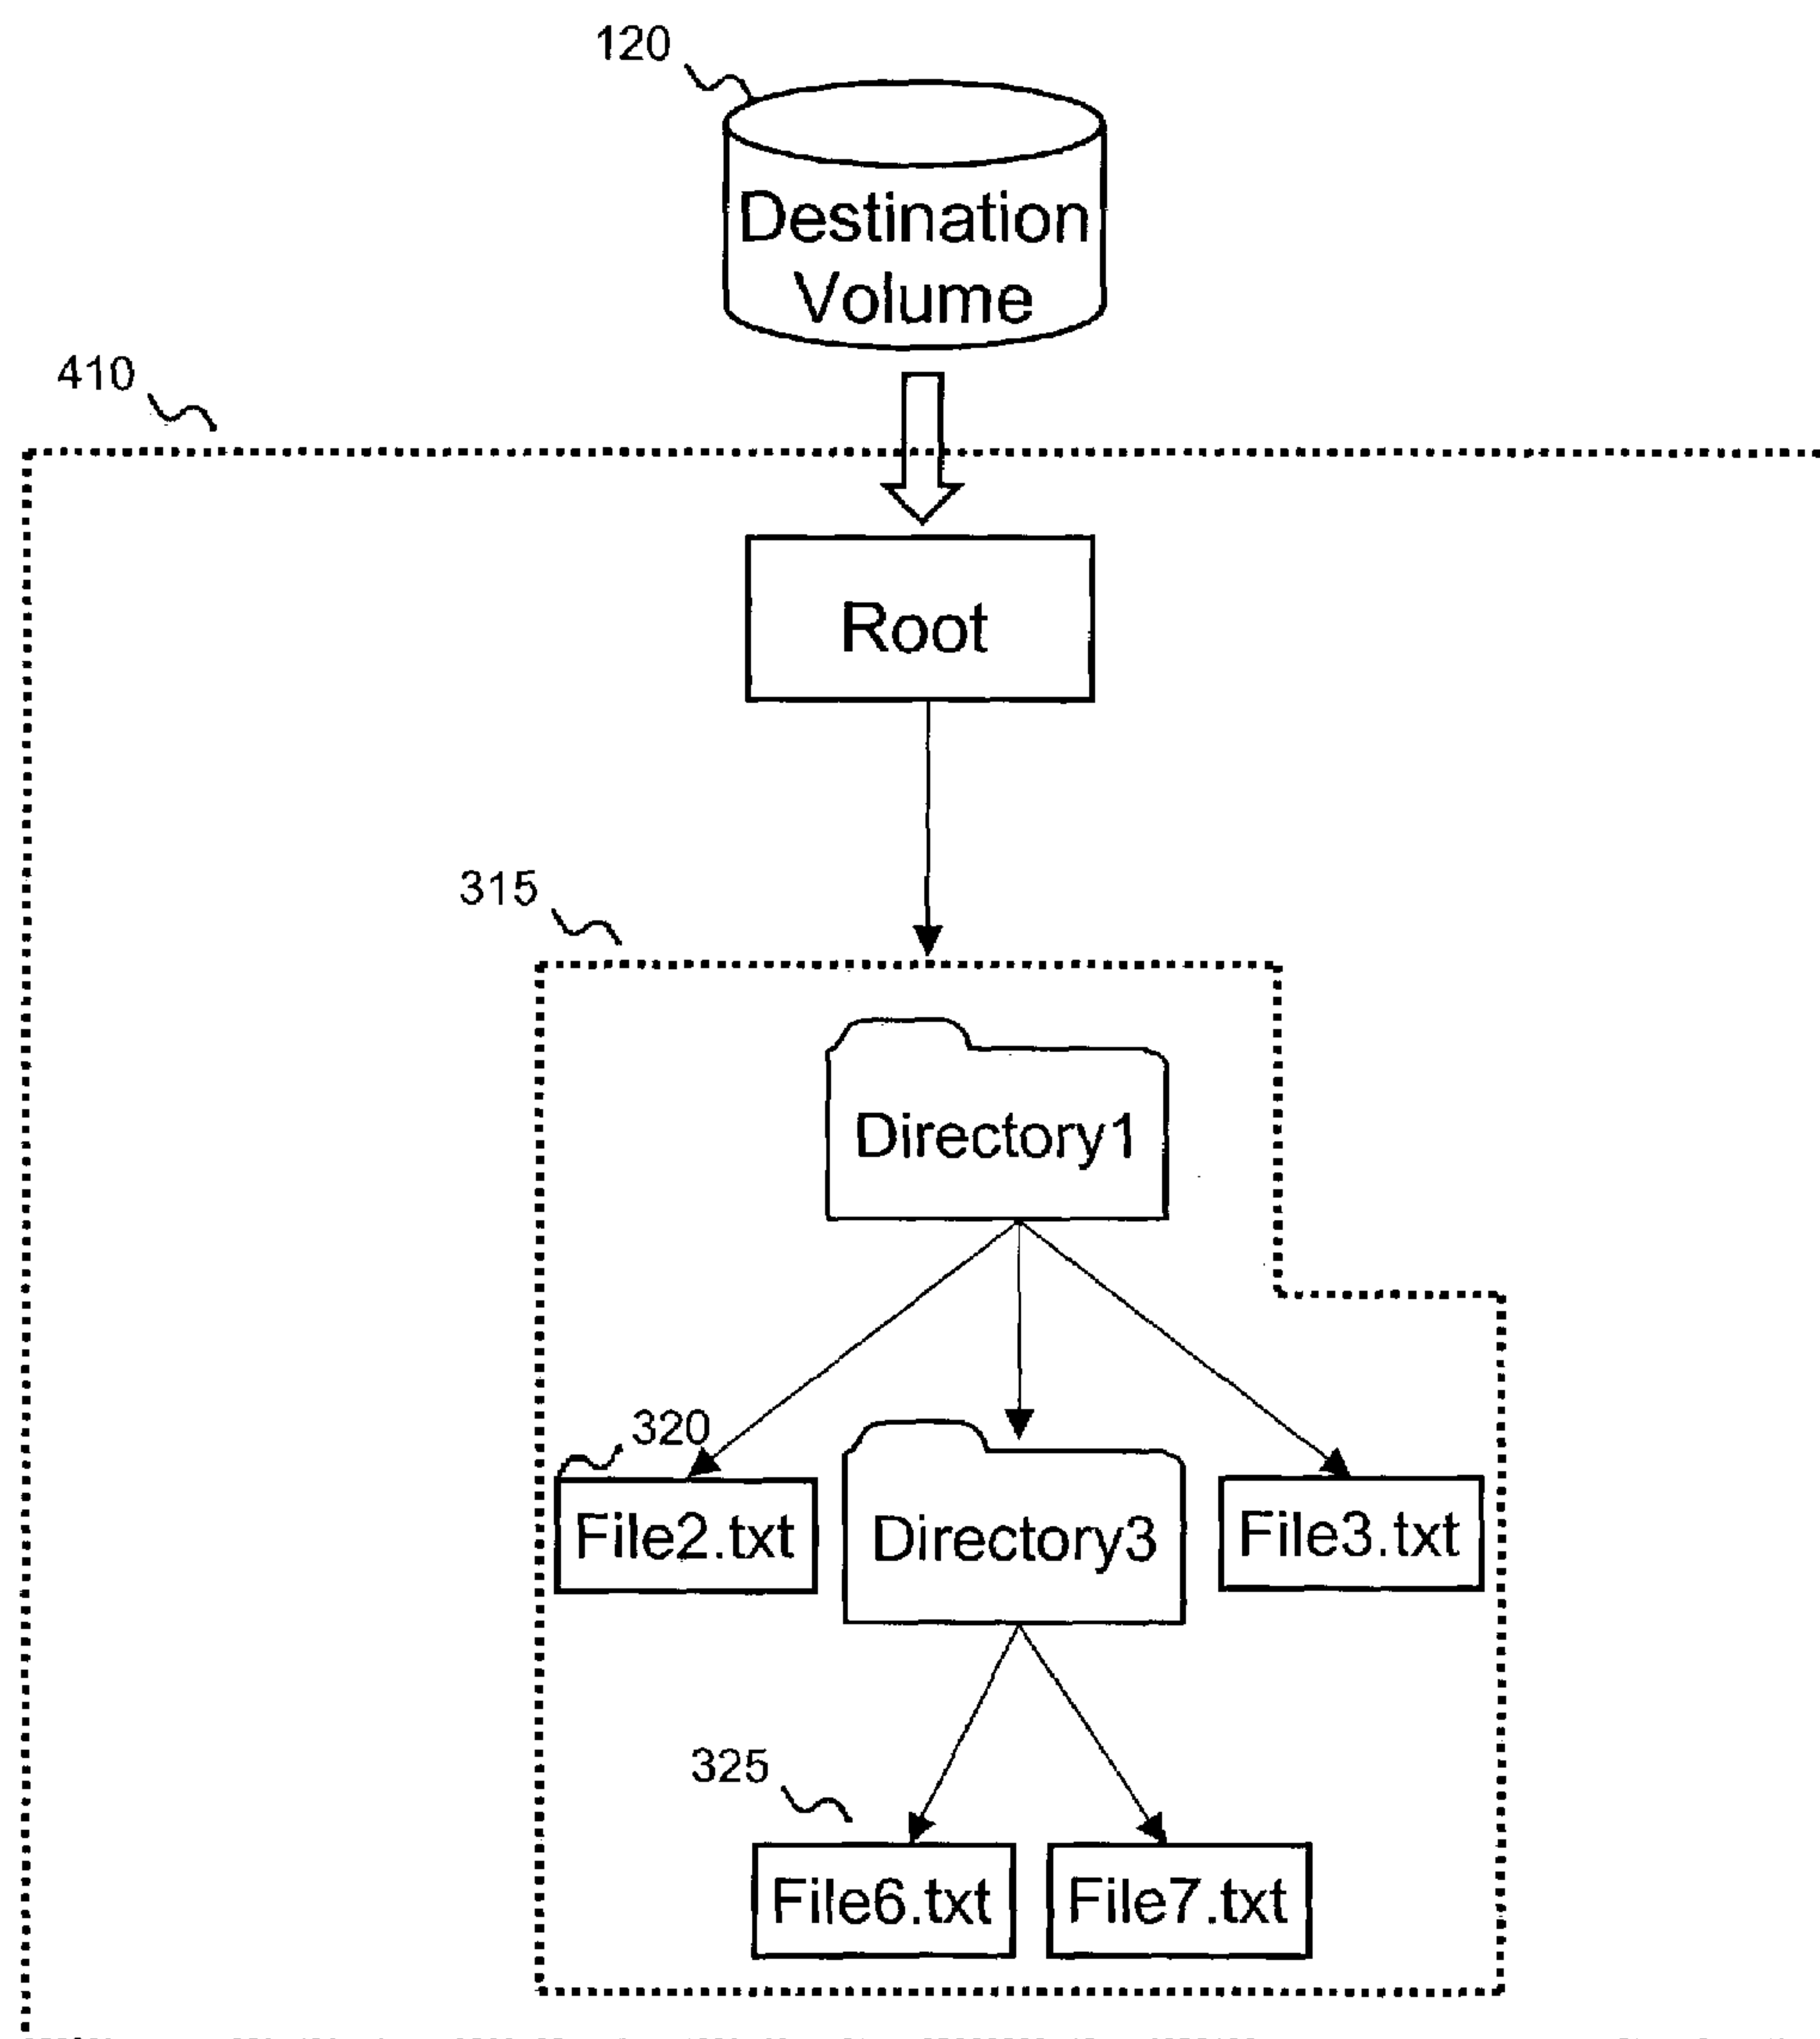 120
Destination
Volume
410
Root
315
Directory1
320
File2.txt
Directory3
File3.txt
325
File6.txt
File7.txt